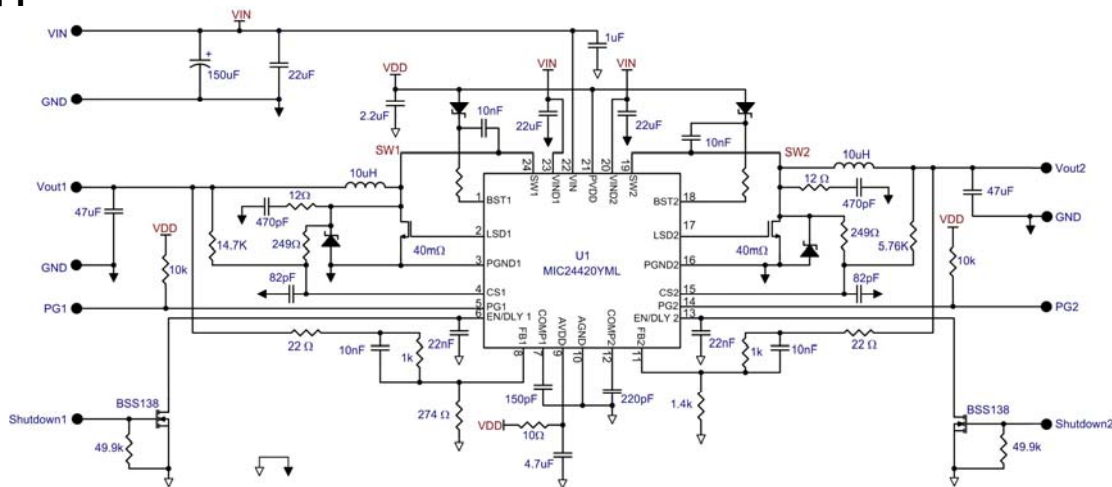 VIN
VIN
1uF
150uF
22uF
VDD
VIN
VIN
GND
2.2uF
10nF
22uF
22uF
10nF
SW1
SW2
24
23
22
21
20
19
10uH
SW1
VIND1
VIN
PVDD
VIND2
SW2
10uH
Vout1
Vout2
12Ω
1
BST1
BST2
18
12 Ω
47uF
470pF
470pF
47uF
VDD
2
LSD1
LSD2
17
VDD
14.7K
249Ω
40mΩ
U1
MIC24420YML
40mΩ
249Ω
5.76K
GND
GND
10k
3
PGND1
PGND2
16
10k
82pF
4
CS1
CS2
15
82pF
PG1
5
PG1
PG2
14
PG2
6
EN/DLY 1
EN/DLY 2
13
22 Ω
10nF
1k
22nF
FB1
COMP1
AVDD
AGND
COMP2
FB2
22nF
1k
10nF
22 Ω
8
7
9
10
12
11
150pF
220pF
1.4k
BSS138
BSS138
Shutdown1
274 Ω
VDD
10Ω
Shutdown2
49.9k
4.7uF
49.9k